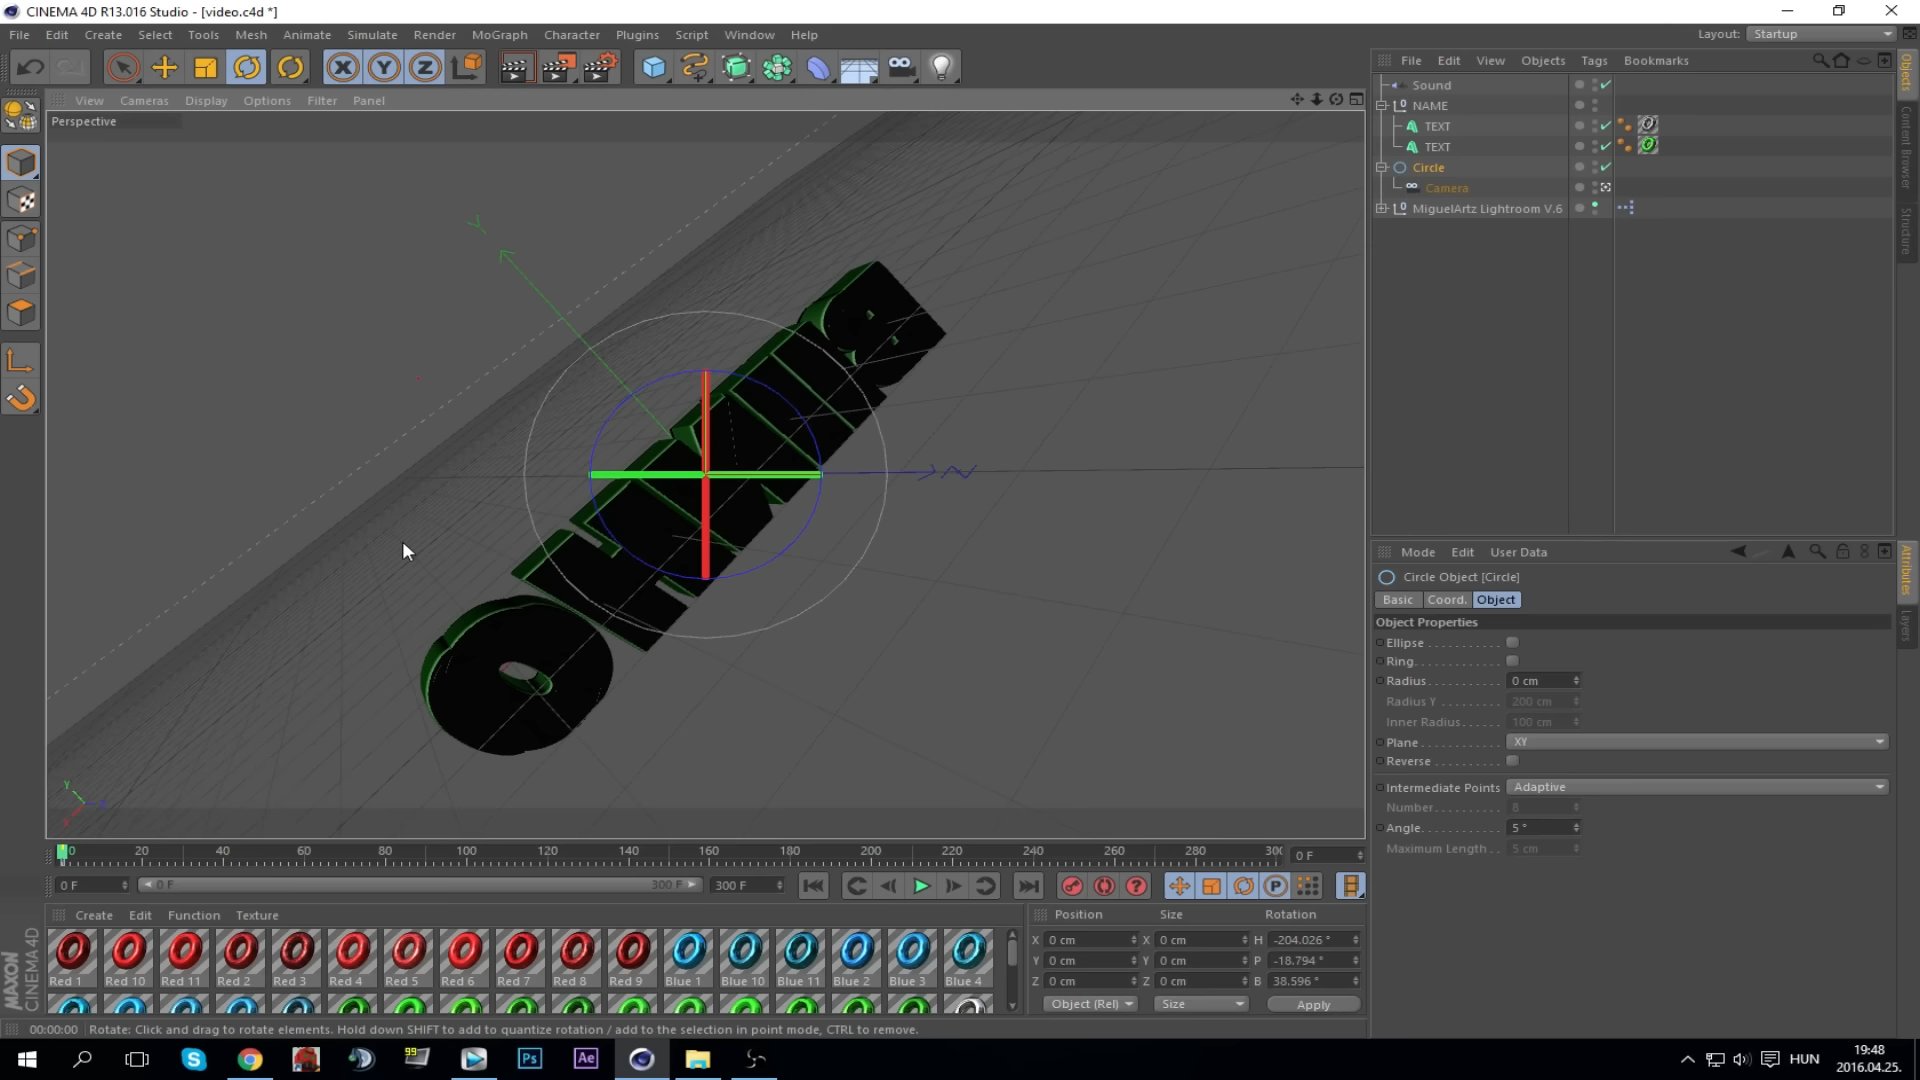 CINEMA 4D R13.016 Studio - [video.c4d *]
File Edit Create Select Tools Mesh Animate Simulate Render MoGraph Character Plugins Script Window Help
Layout: Startup
View Cameras Display Options Filter Panel
Perspective
File Edit View Objects Tags Bookmarks
Sound
NAME
TEXT
TEXT
Circle
Camera
MiguelArtz Lightroom V.6
Objects
Content Browser
Structure
Mode Edit User Data
Circle Object [Circle]
Basic Coord. Object
Object Properties
Ellipse
Ring
Radius 0 cm
Radius Y 200 cm
Inner Radius 100 cm
Plane XY
Reverse
Intermediate Points Adaptive
Number 8
Angle 5 °
Maximum Length 5 cm
Attributes
Layers
0 20 40 60 80 100 120 140 160 180 200 220 240 260 280 300
0 F
0 F 0 F 300 F 300 F
Create Edit Function Texture
Red 1 Red 10 Red 11 Red 2 Red 3 Red 4 Red 5 Red 6 Red 7 Red 8 Red 9 Blue 1 Blue 10 Blue 11 Blue 2 Blue 3 Blue 4
Position Size Rotation
X 0 cm X 0 cm H -204.026 °
Y 0 cm Y 0 cm P -18.794 °
Z 0 cm Z 0 cm B 38.596 °
Object (Rel) Size Apply
MAXON
CINEMA 4D
00:00:00 Rotate: Click and drag to rotate elements. Hold down SHIFT to add to quantize rotation / add to the selection in point mode, CTRL to remove.
99
Ps
Ae
HUN
19:48
2016.04.25.